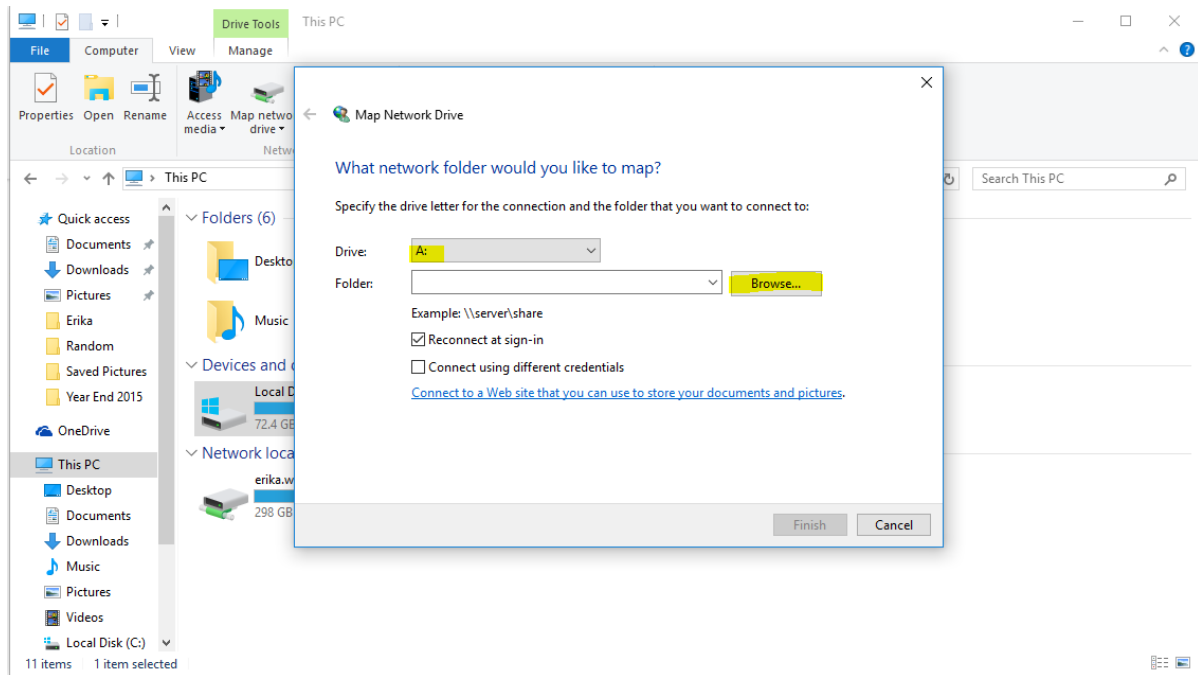 Drive Tools This PC
File Computer View Manage
Properties Open Rename Access media Map netwo drive
Location Netw
This PC
Search This PC
Quick access
Documents
Downloads
Pictures
Erika
Random
Saved Pictures
Year End 2015
OneDrive
This PC
Desktop
Documents
Downloads
Music
Pictures
Videos
Local Disk (C:)
Folders (6)
Deskto
Music
Devices and
Local D
72.4 GB
Network loca
erika.w
298 GB
Map Network Drive
What network folder would you like to map?
Specify the drive letter for the connection and the folder that you want to connect to:
Drive: A:
Folder: Browse...
Example: \\server\share
Reconnect at sign-in
Connect using different credentials
Connect to a Web site that you can use to store your documents and pictures.
Finish Cancel
11 items 1 item selected